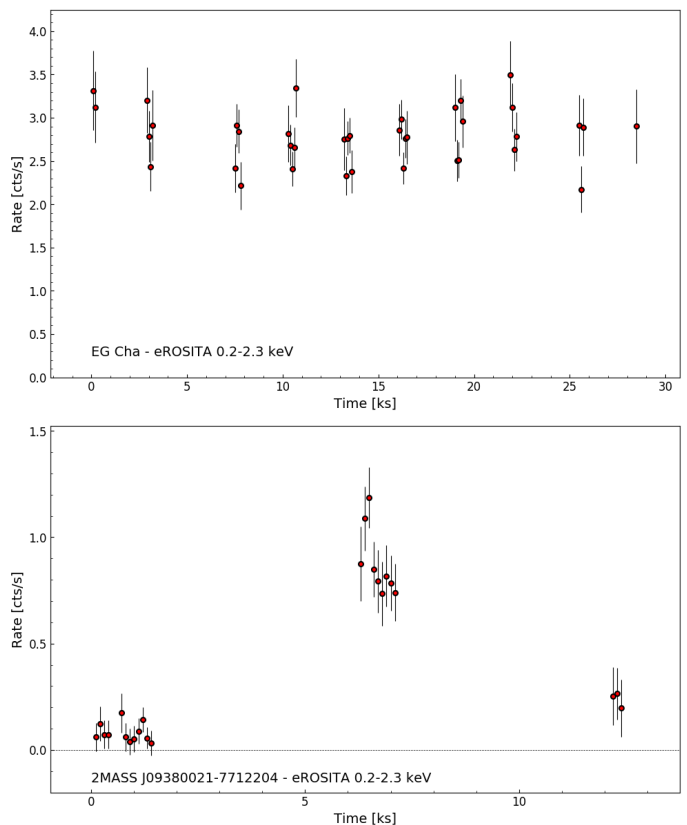 4.0
3.5
3.0
2.5
2.0
1.5
1.0
0.5
0.0
Rate [cts/s]
EG Cha - eROSITA 0.2-2.3 keV
0 5 10 15 20 25 30
Time [ks]
1.5
1.0
0.5
0.0
Rate [cts/s]
2MASS J09380021-7712204 - eROSITA 0.2-2.3 keV
0 5 10
Time [ks]